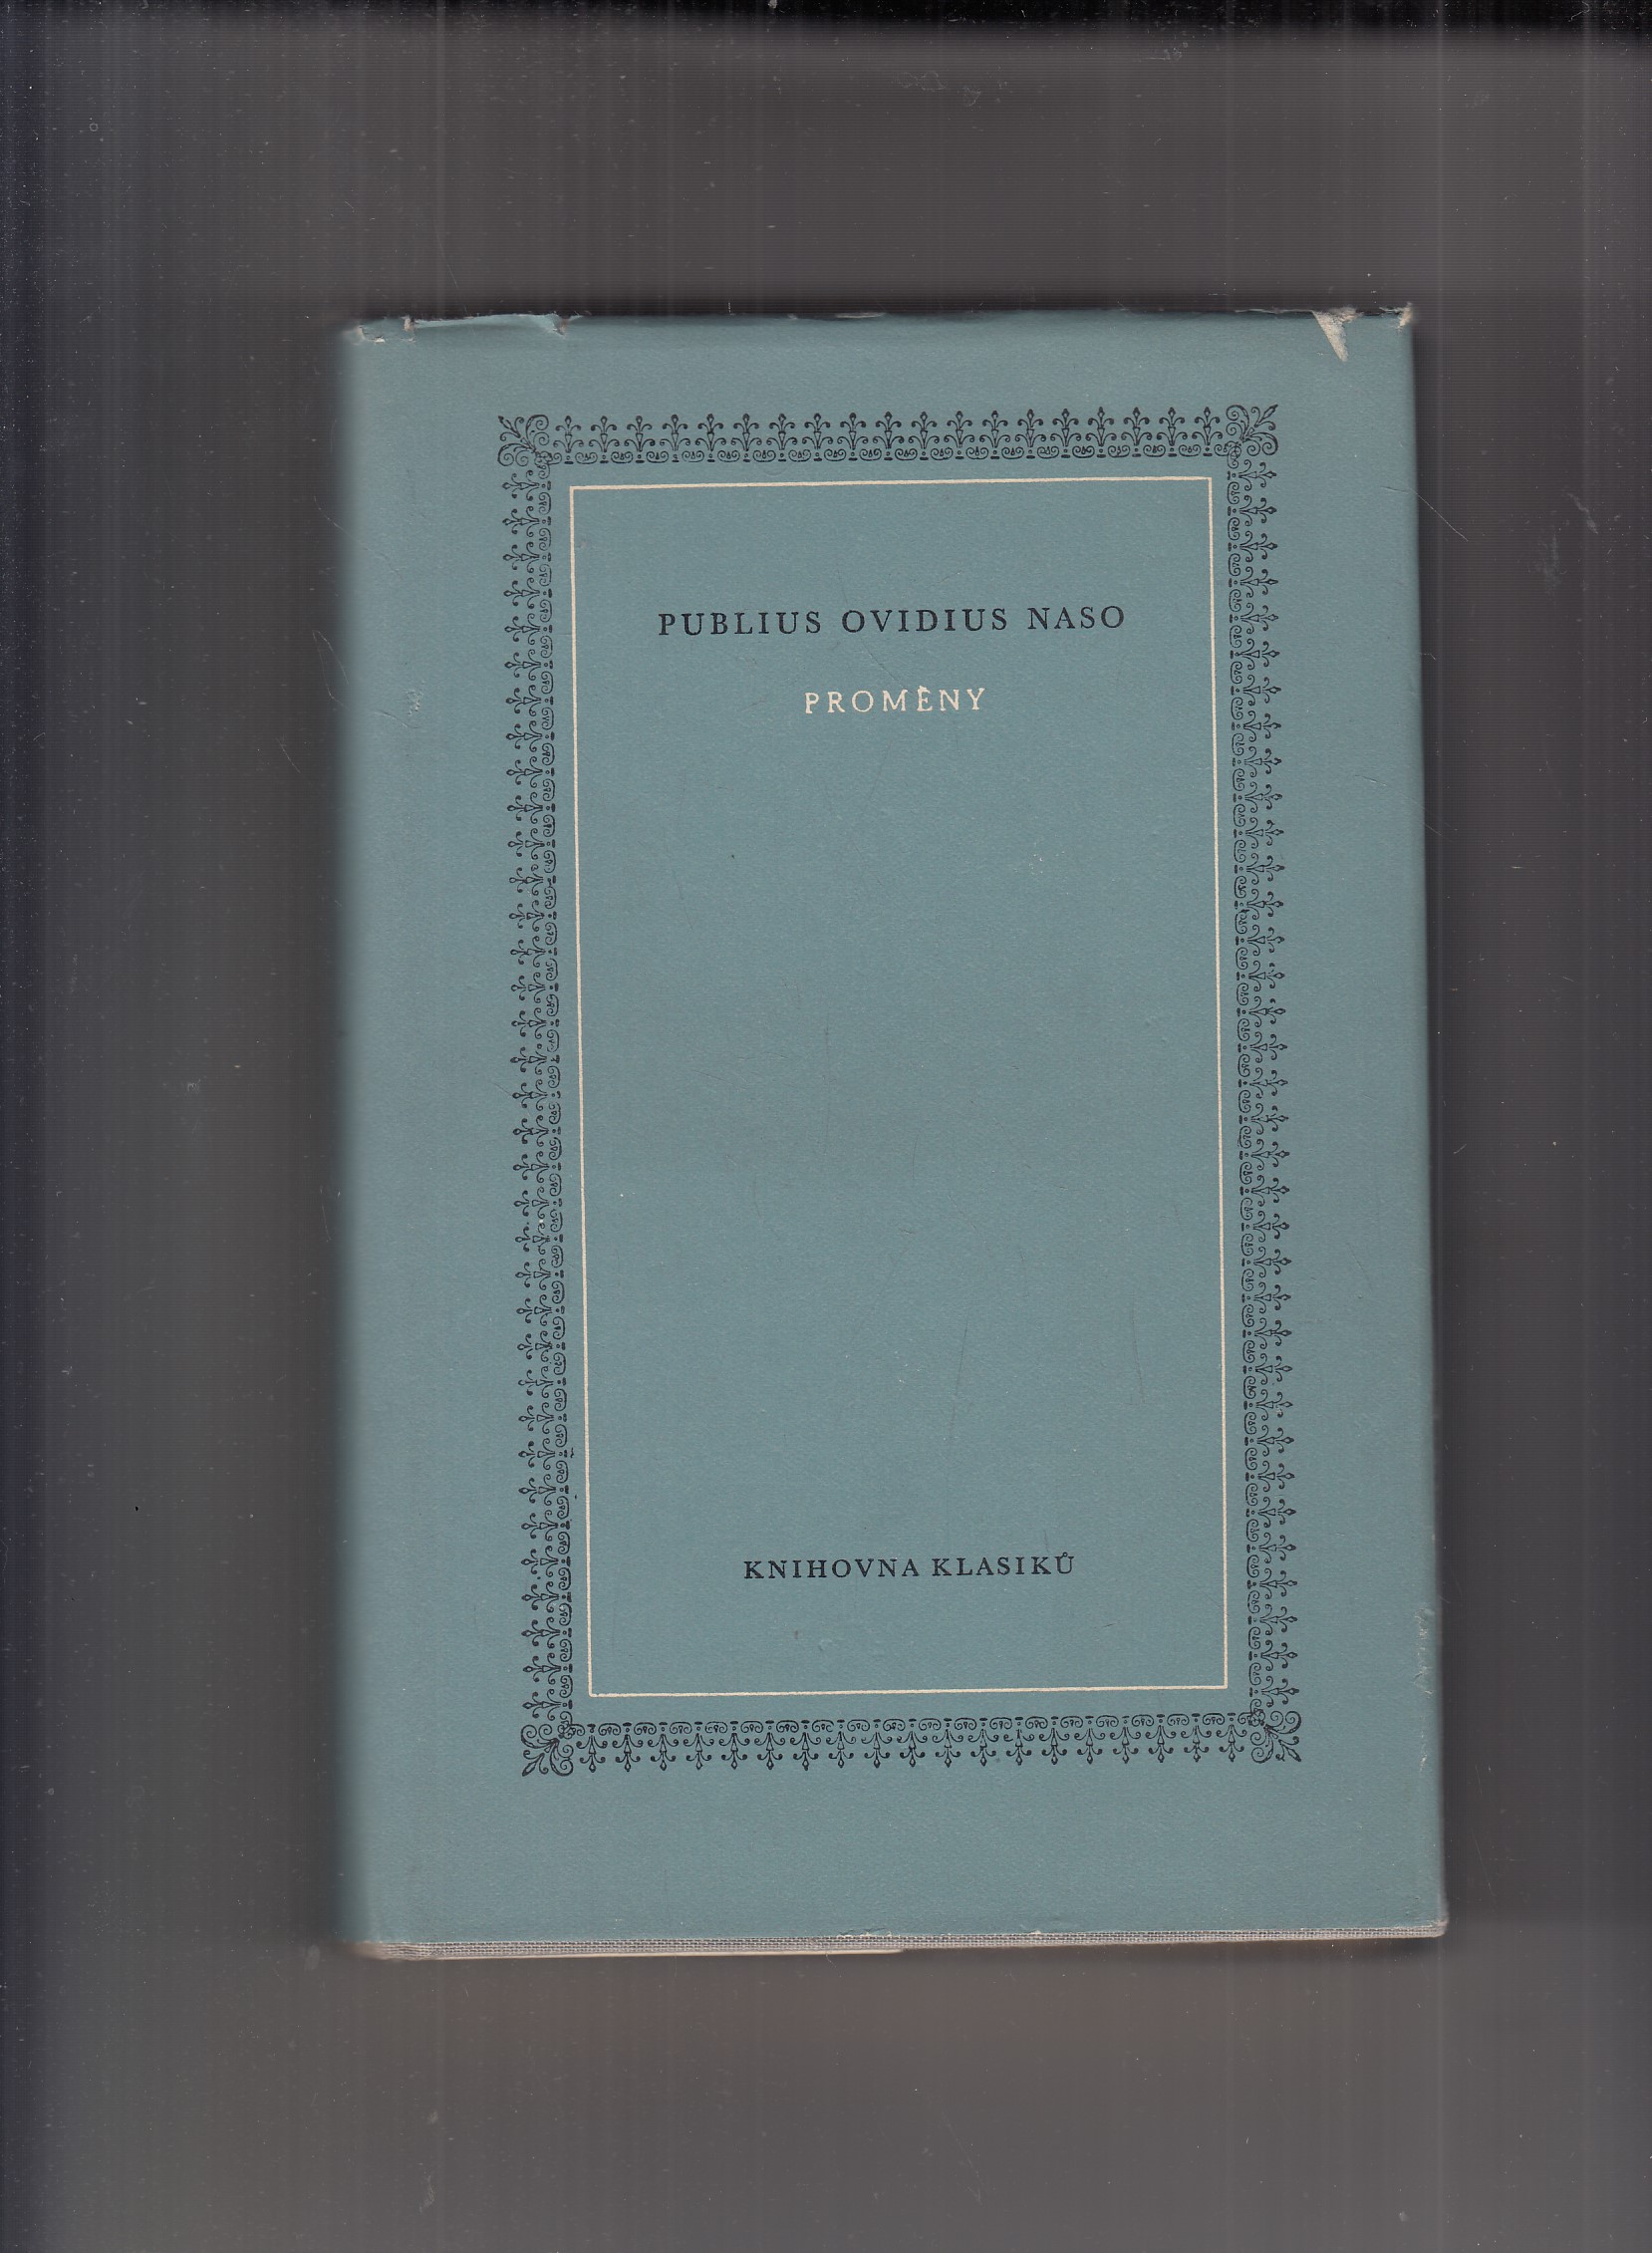 PUBLIUS OVIDIUS NASO
PROMĚNY
KNIHOVNA KLASIKŮ